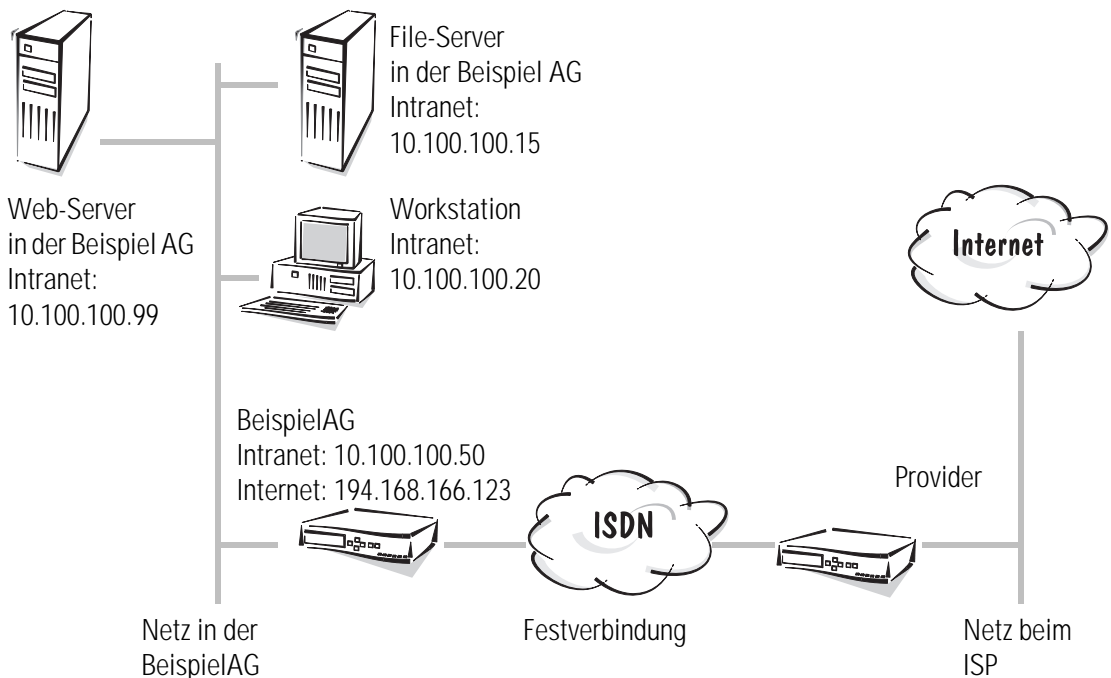 File-Server
in der Beispiel AG
Intranet:
10.100.100.15
Web-Server
in der Beispiel AG
Intranet:
10.100.100.99
Workstation
Intranet:
10.100.100.20
Internet
BeispielAG
Intranet: 10.100.100.50
Internet: 194.168.166.123
ISDN
Provider
Netz in der
BeispielAG
Festverbindung
Netz beim
ISP